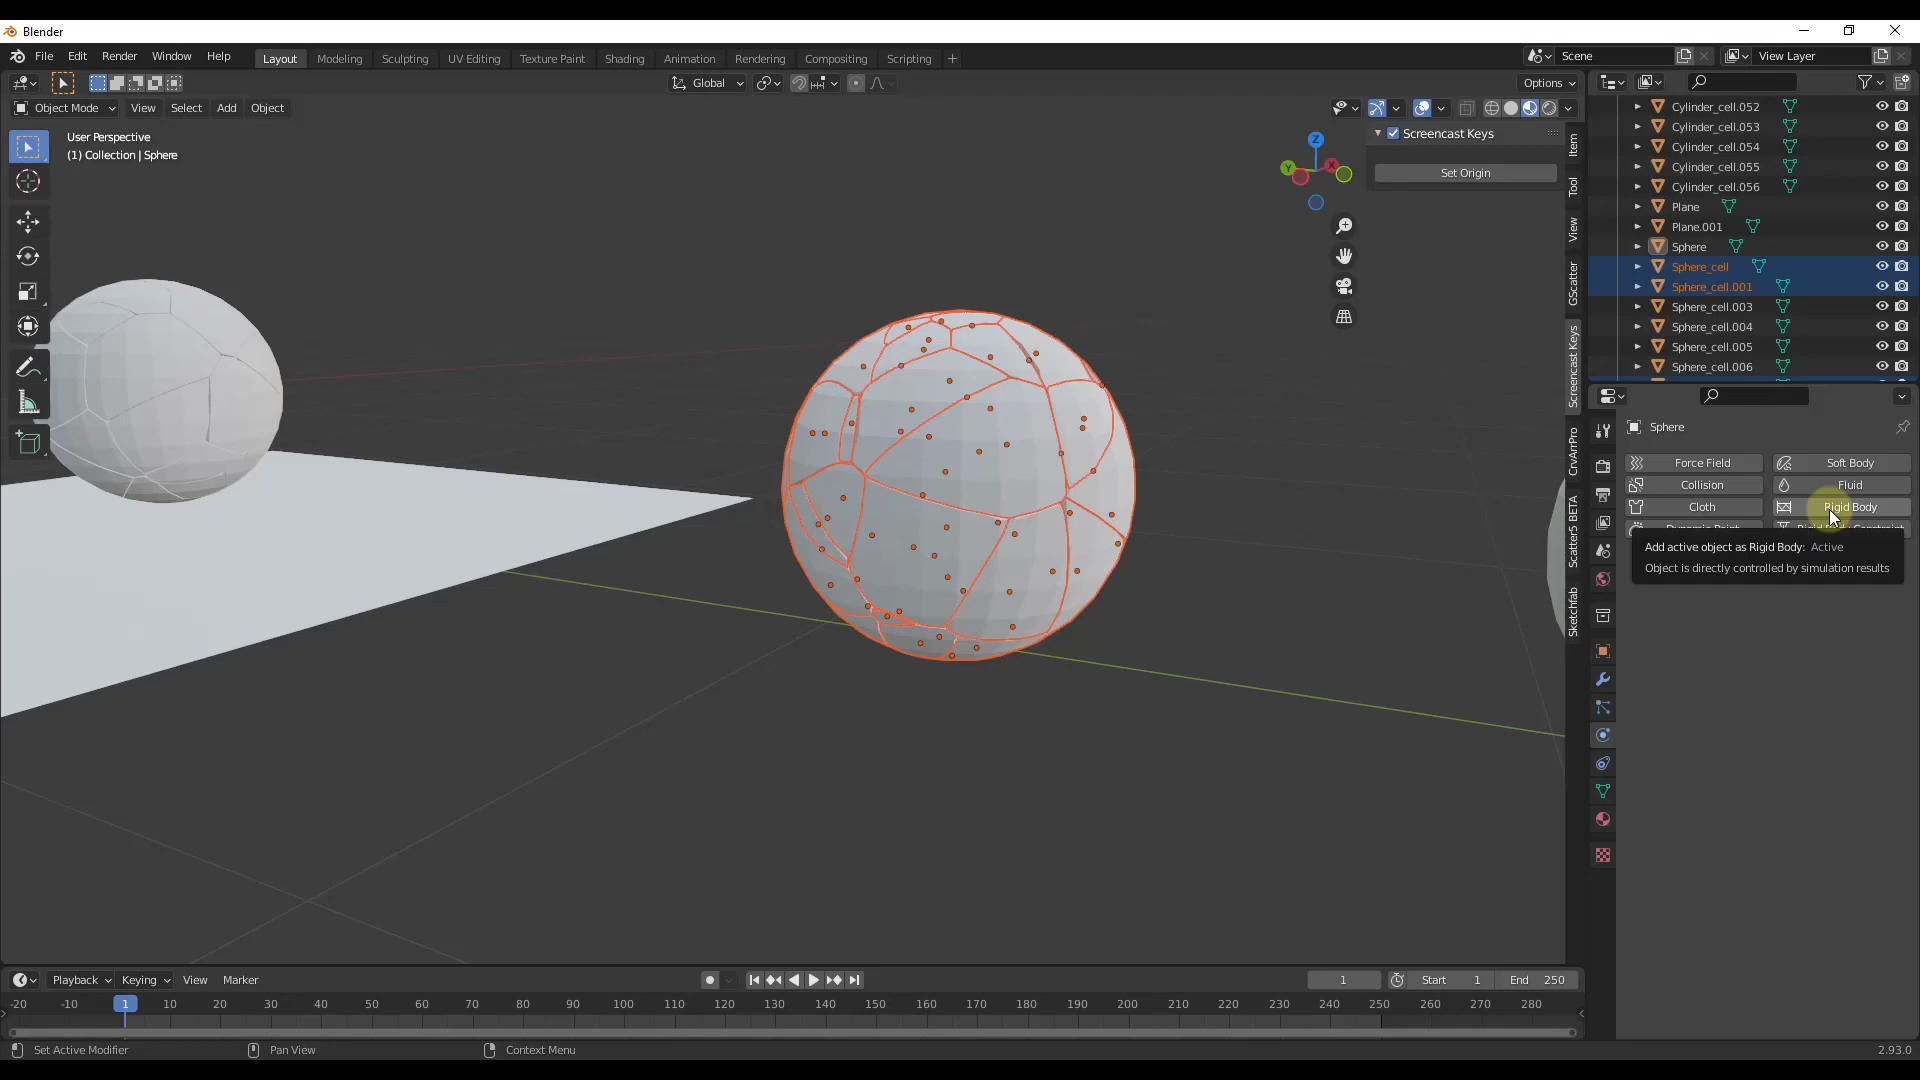 Blender
File Edit Render Window Help Layout Modeling Sculpting UV Editing Texture Paint Shading Animation Rendering Compositing Scripting + Scene View Layer
Global Options
Object Mode View Select Add Object
User Perspective
(1) Collection | Sphere
Screencast Keys
Set Origin
Z
Y
X
Item
Tool
View
GScatter
Screencast Keys
CrvArrPro
Scatter5 BETA
Sketchfab
Cylinder_cell.052
Cylinder_cell.053
Cylinder_cell.054
Cylinder_cell.055
Cylinder_cell.056
Plane
Plane.001
Sphere
Sphere_cell
Sphere_cell.001
Sphere_cell.003
Sphere_cell.004
Sphere_cell.005
Sphere_cell.006
Sphere
Force Field Soft Body
Collision Fluid
Cloth Rigid Body
Dynamic Paint Rigid Body Constraint
Add active object as Rigid Body: Active
Object is directly controlled by simulation results
Playback Keying View Marker 1 Start 1 End 250
-20 -10 1 10 20 30 40 50 60 70 80 90 100 110 120 130 140 150 160 170 180 190 200 210 220 230 240 250 260 270 280
Set Active Modifier Pan View Context Menu 2.93.0